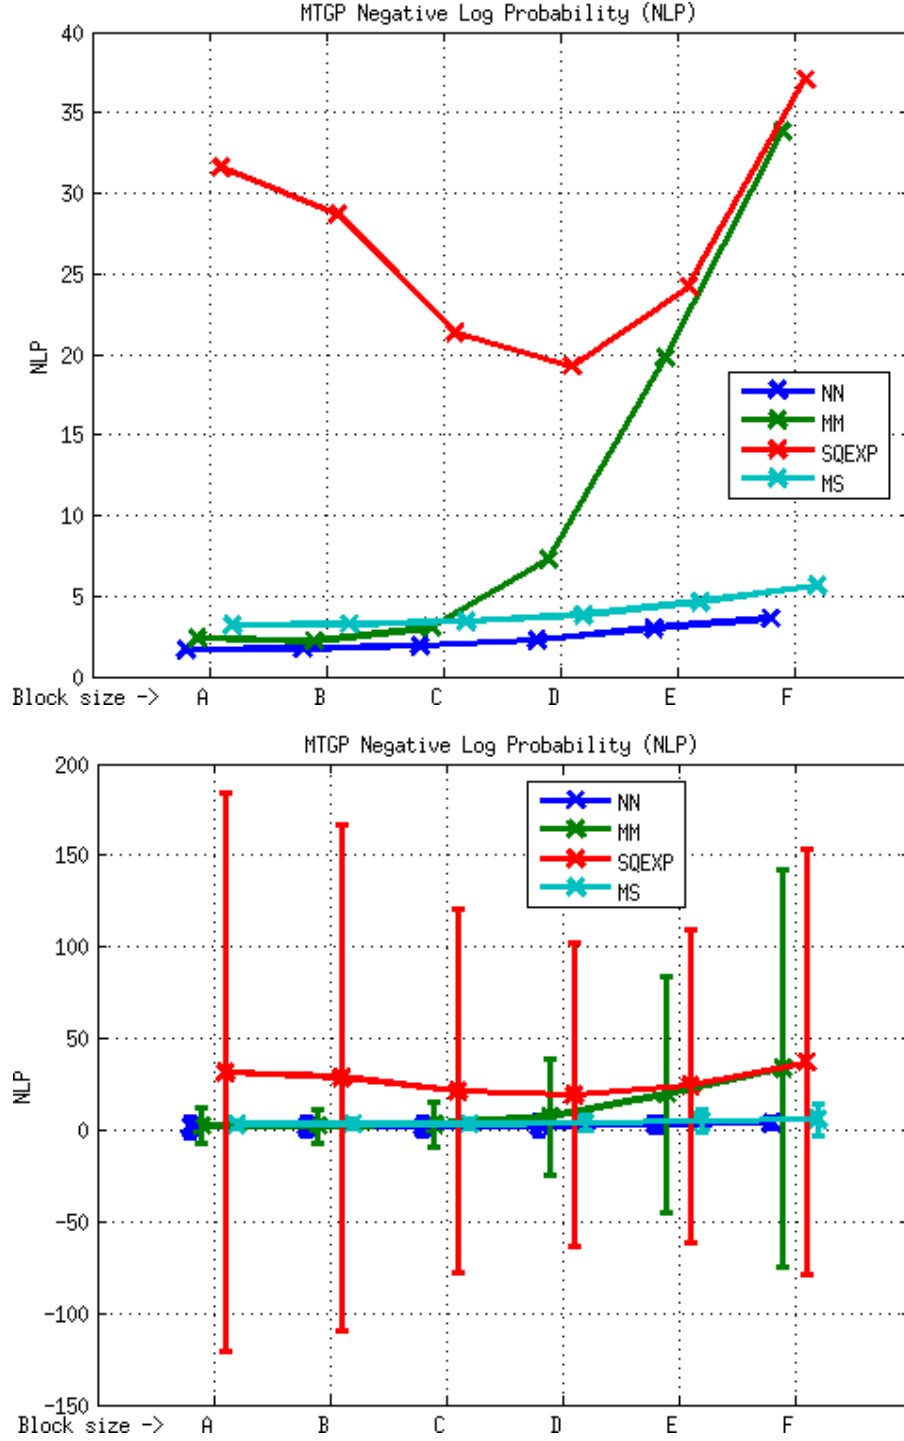 MTGP Negative Log Probability (NLP)
40
35
30
25
20
15
10
5
0
NLP
NN
MM
SQEXP
MS
Block size -> A B C D E F
MTGP Negative Log Probability (NLP)
200
150
100
50
0
-50
-100
-150
NLP
NN
MM
SQEXP
MS
Block size -> A B C D E F